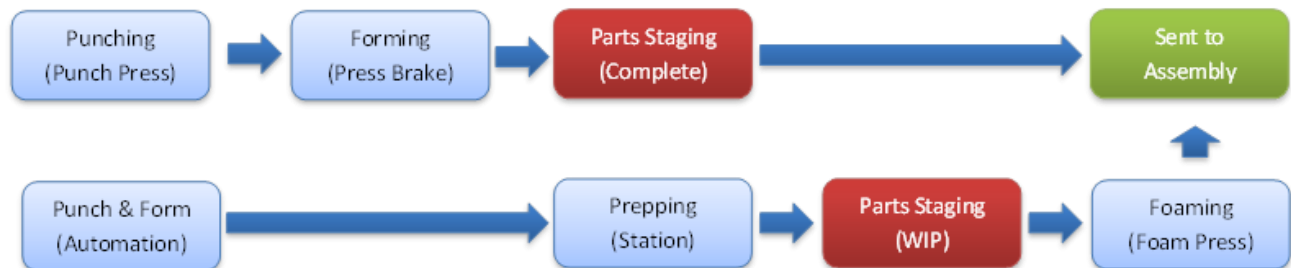 Punching
(Punch Press)
Forming
(Press Brake)
Parts Staging
(Complete)
Sent to
Assembly
Punch & Form
(Automation)
Prepping
(Station)
Parts Staging
(WIP)
Foaming
(Foam Press)